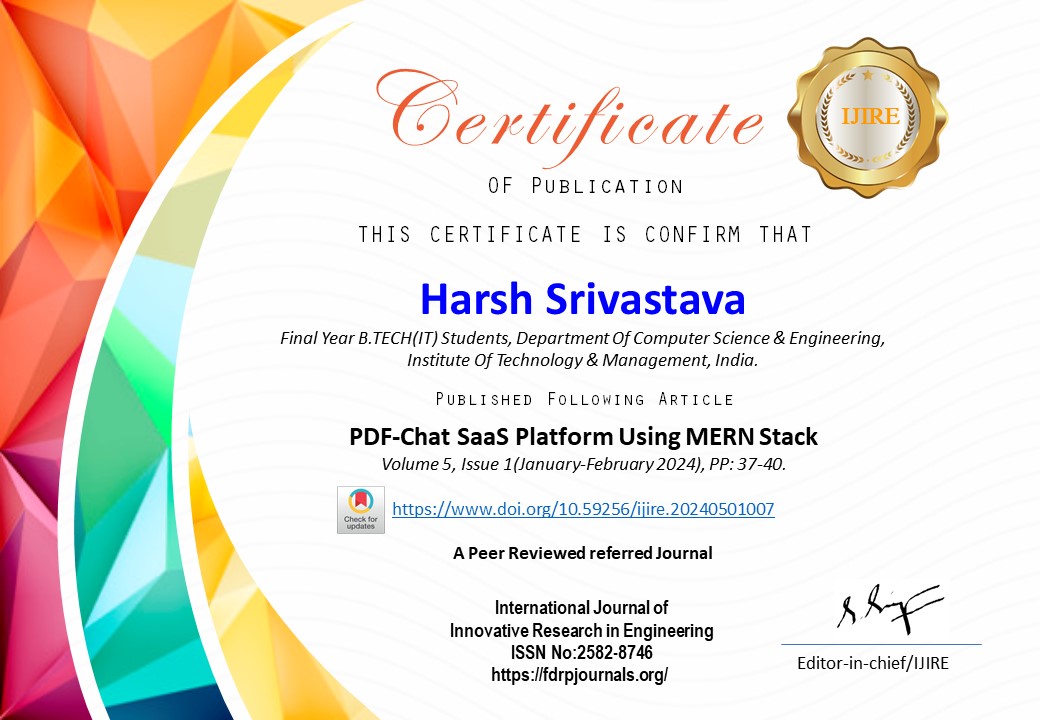 Certificate
IJIRE
OF PUBLICATION
THIS CERTIFICATE IS CONFIRM THAT
Harsh Srivastava
Final Year B.TECH(IT) Students, Department Of Computer Science & Engineering,
Institute Of Technology & Management, India.
PUBLISHED FOLLOWING ARTICLE
PDF-Chat SaaS Platform Using MERN Stack
Volume 5, Issue 1(January-February 2024), PP: 37-40.
Check for
updates
https://www.doi.org/10.59256/ijire.20240501007
A Peer Reviewed referred Journal
International Journal of
Innovative Research in Engineering
ISSN No:2582-8746
https://fdrpjournals.org/
Editor-in-chief/IJIRE